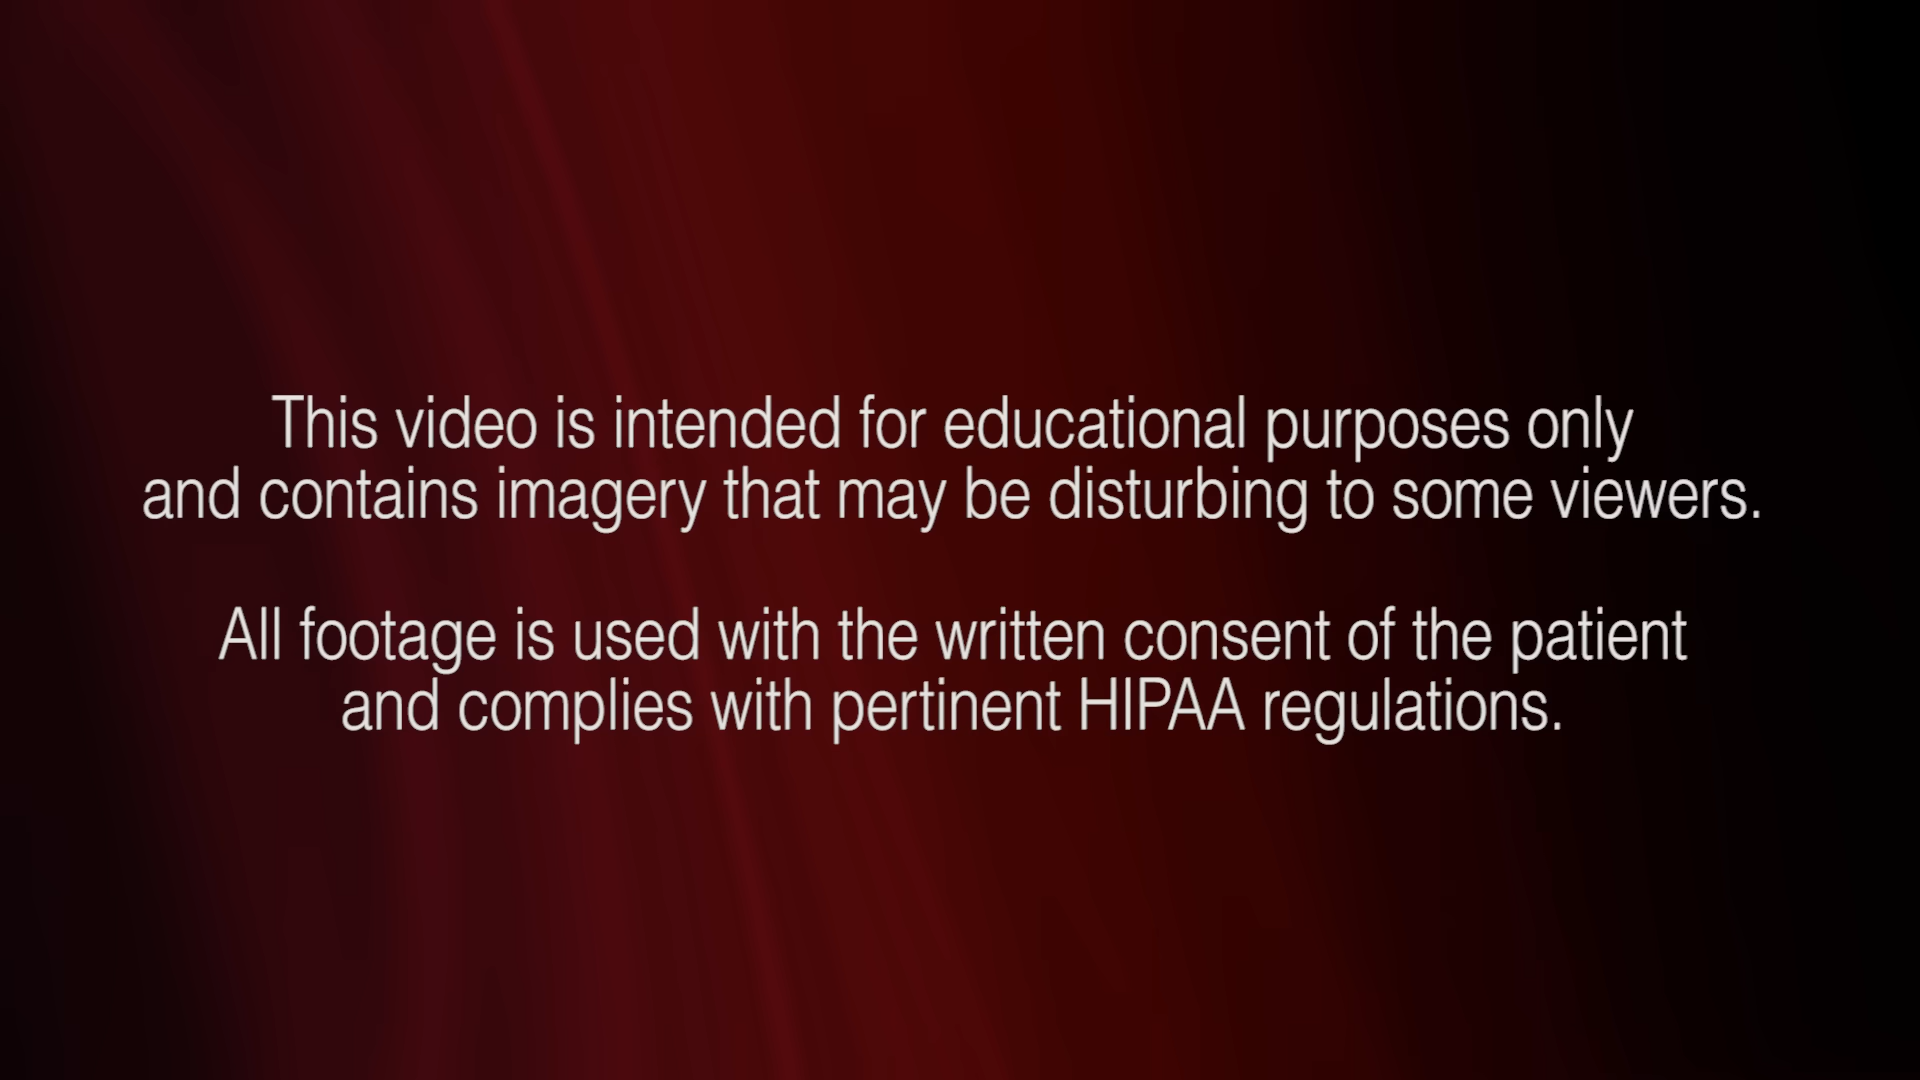 This video is intended for educational purposes only
and contains imagery that may be disturbing to some viewers.
All footage is used with the written consent of the patient
and complies with pertinent HIPAA regulations.